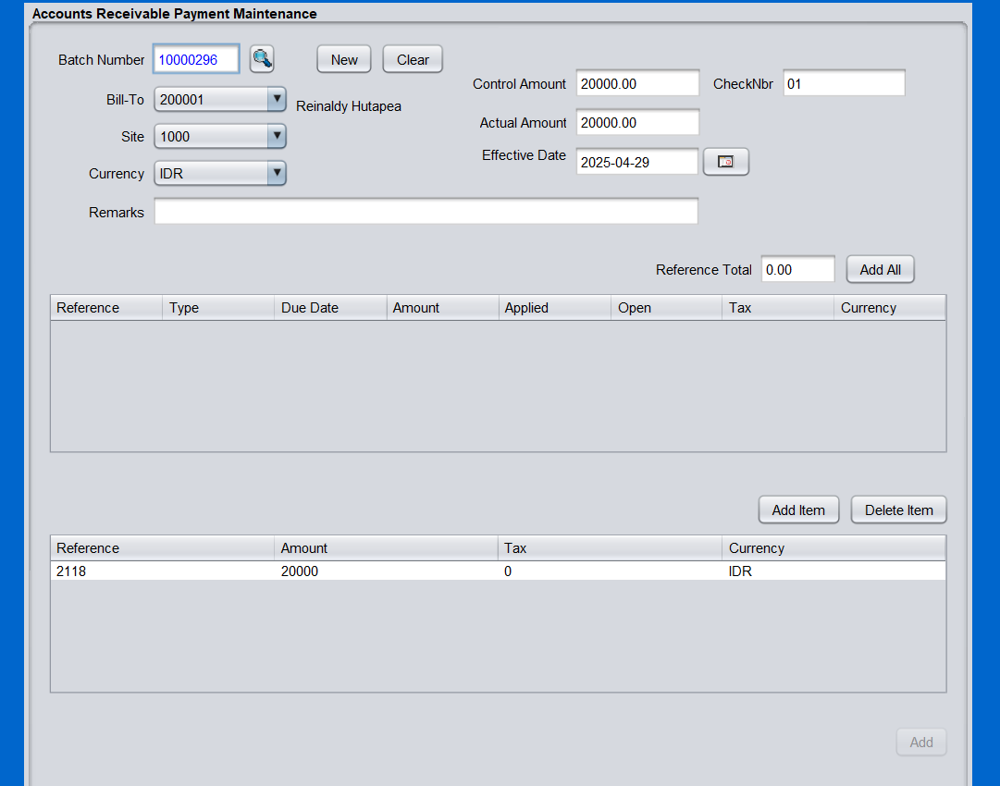 Accounts Receivable Payment Maintenance
Batch Number 10000296 New Clear
Control Amount 20000.00 CheckNbr 01
Bill-To 200001 Reinaldy Hutapea
Actual Amount 20000.00
Site 1000
Effective Date 2025-04-29
Currency IDR
Remarks
Reference Total 0.00 Add All
Reference Type Due Date Amount Applied Open Tax Currency
Add Item Delete Item
Reference Amount Tax Currency
2118 20000 0 IDR
Add